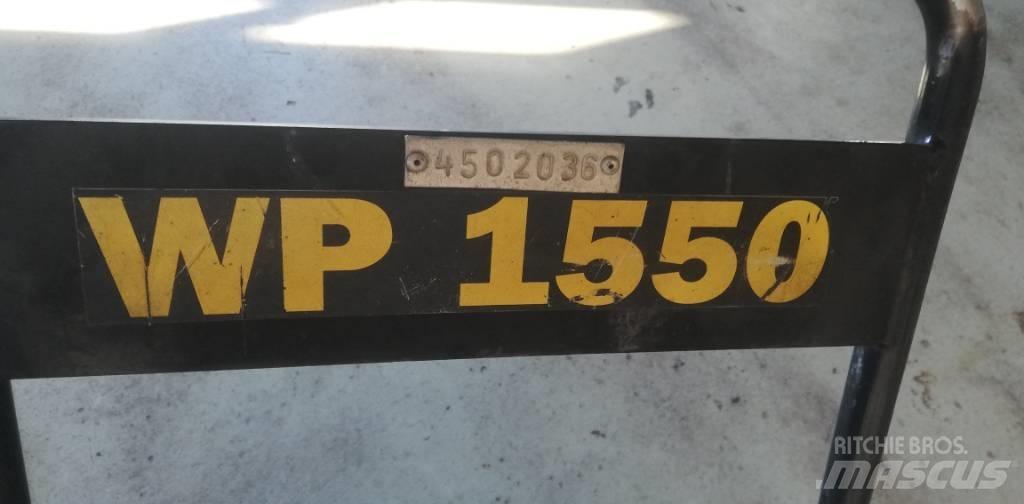 4502036
WP 1550
RITCHIE BROS.
MASCUS